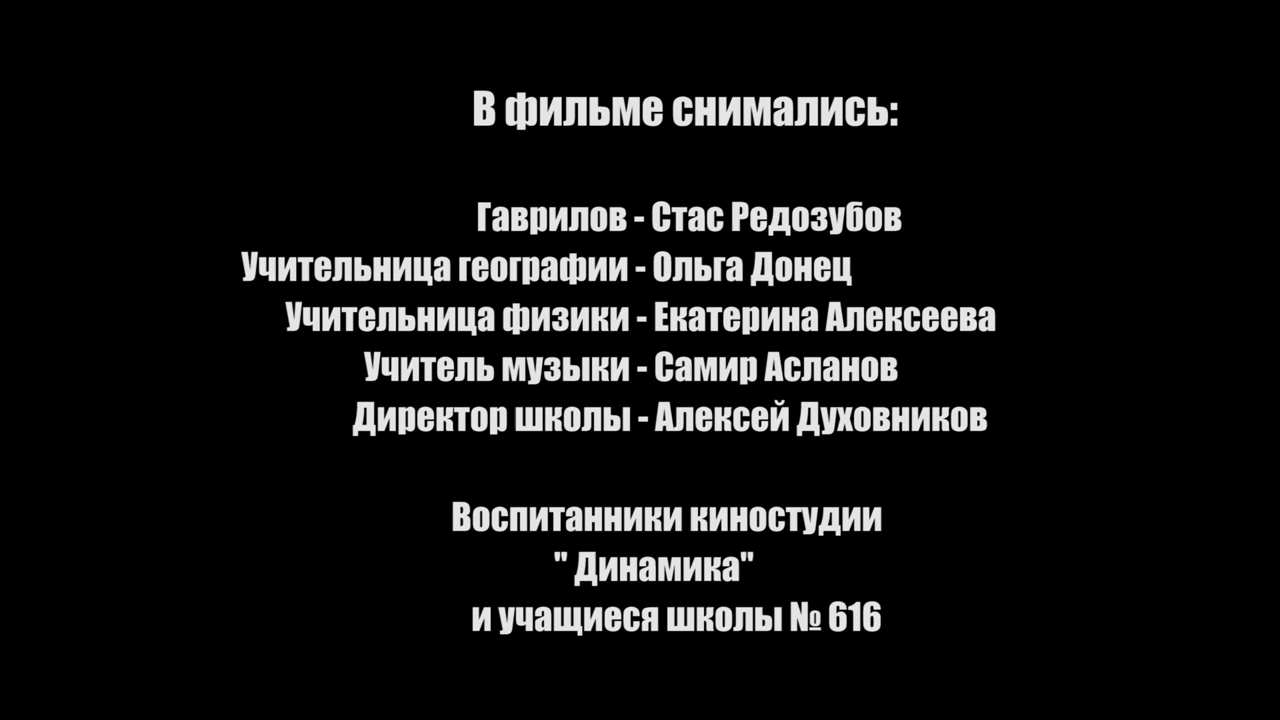 В фильме снимались:
Гаврилов - Стас Редозубов
Учительница географии - Ольга Донец
Учительница физики - Екатерина Алексеева
Учитель музыки - Самир Асланов
Директор школы - Алексей Духовников
Воспитанники киностудии
" Динамика"
и учащиеся школы № 616